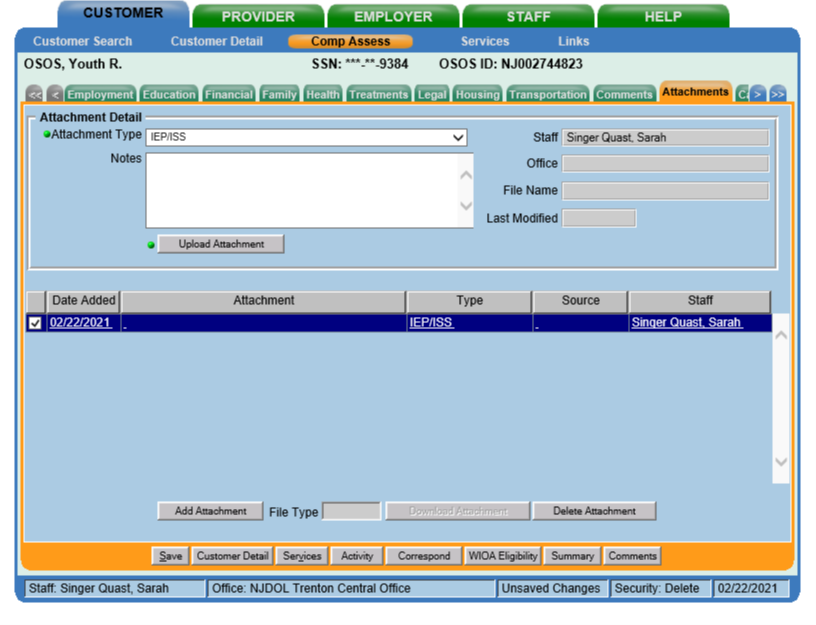 CUSTOMER PROVIDER EMPLOYER STAFF HELP
Customer Search Customer Detail Comp Assess Services Links
OSOS, Youth R. SSN: ***-**-9384 OSOS ID: NJ002744823
<< < Employment Education Financial Family Health Treatments Legal Housing Transportation Comments Attachments > >>
Attachment Detail
Attachment Type IEP/ISS Staff Singer Quast, Sarah
Notes Office
File Name
Last Modified
Upload Attachment
Date Added Attachment Type Source Staff
02/22/2021 IEP/ISS Singer Quast, Sarah
Add Attachment File Type Download Attachment Delete Attachment
Save Customer Detail Services Activity Correspond WIOA Eligibility Summary Comments
Staff: Singer Quast, Sarah Office: NJDOL Trenton Central Office Unsaved Changes Security: Delete 02/22/2021